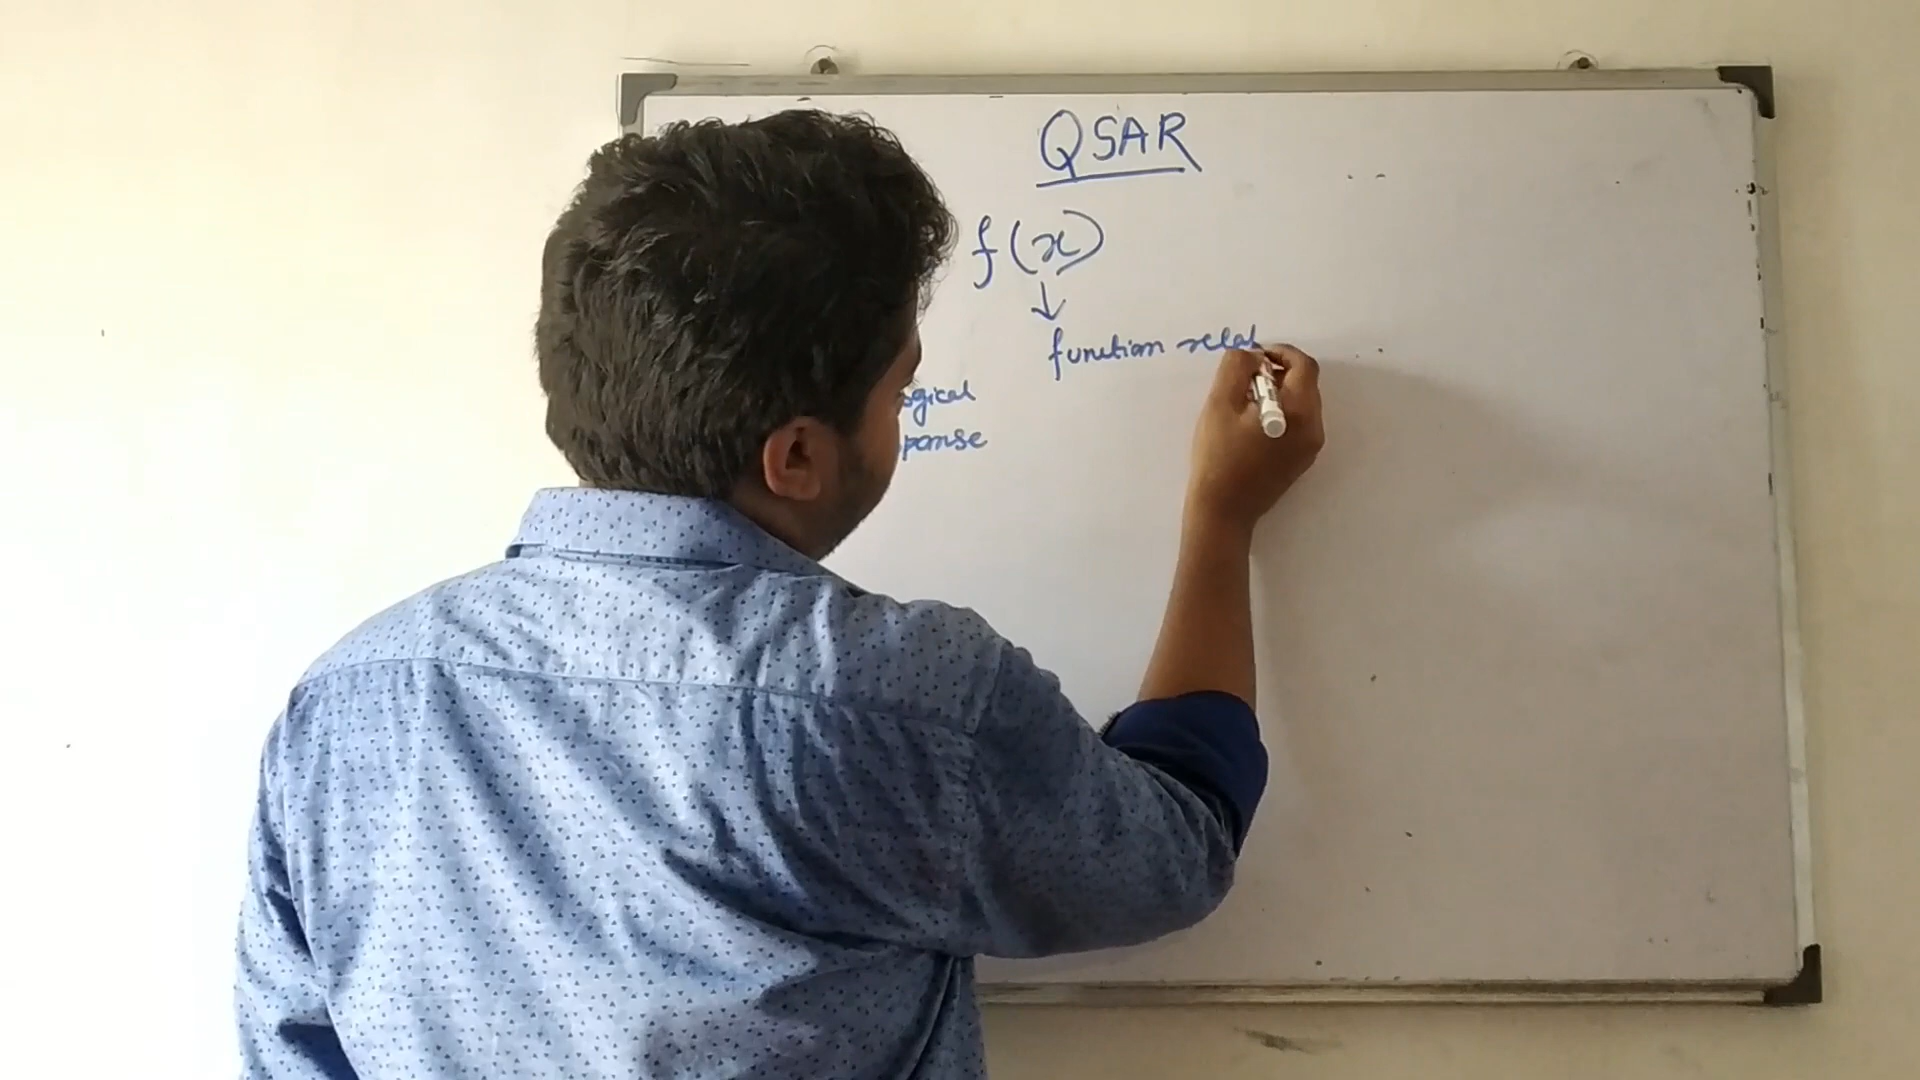 QSAR
f(x)
function relat
ogical
ponse